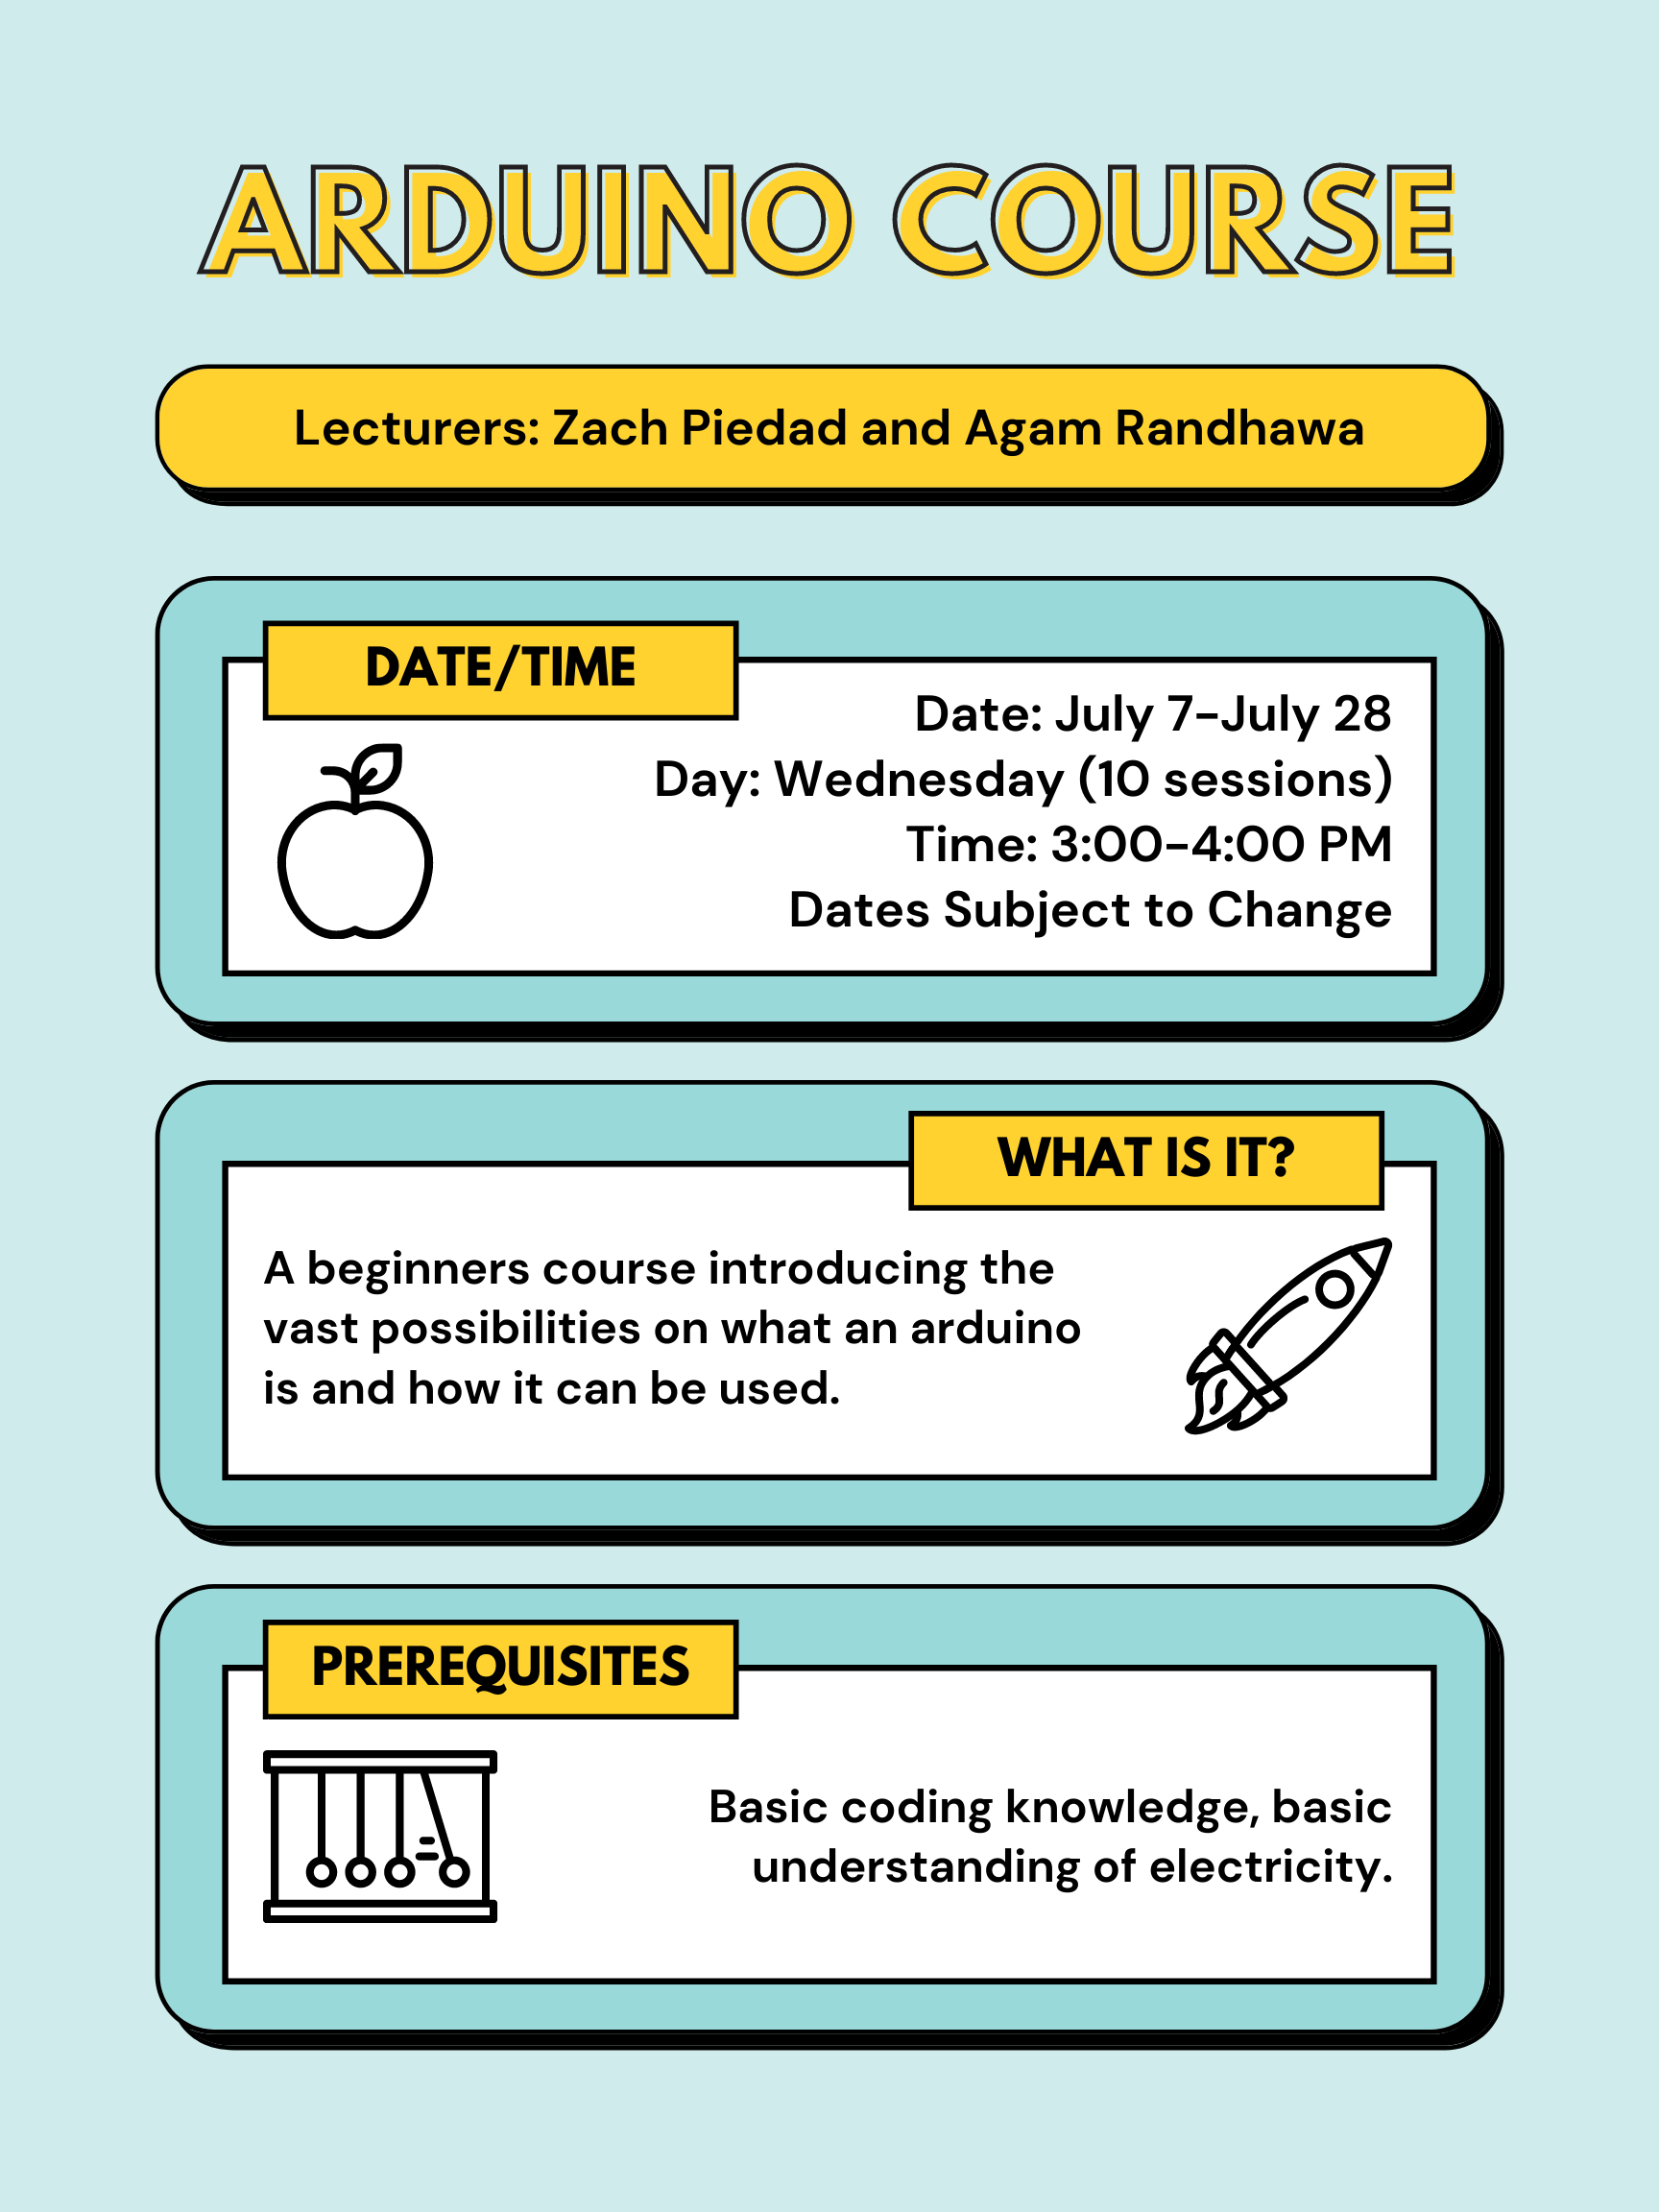 ARDUINO COURSE
Lecturers: Zach Piedad and Agam Randhawa
DATE/TIME
Date: July 7-July 28
Day: Wednesday (10 sessions)
Time: 3:00-4:00 PM
Dates Subject to Change
WHAT IS IT?
A beginners course introducing the
vast possibilities on what an arduino
is and how it can be used.
PREREQUISITES
Basic coding knowledge, basic
understanding of electricity.